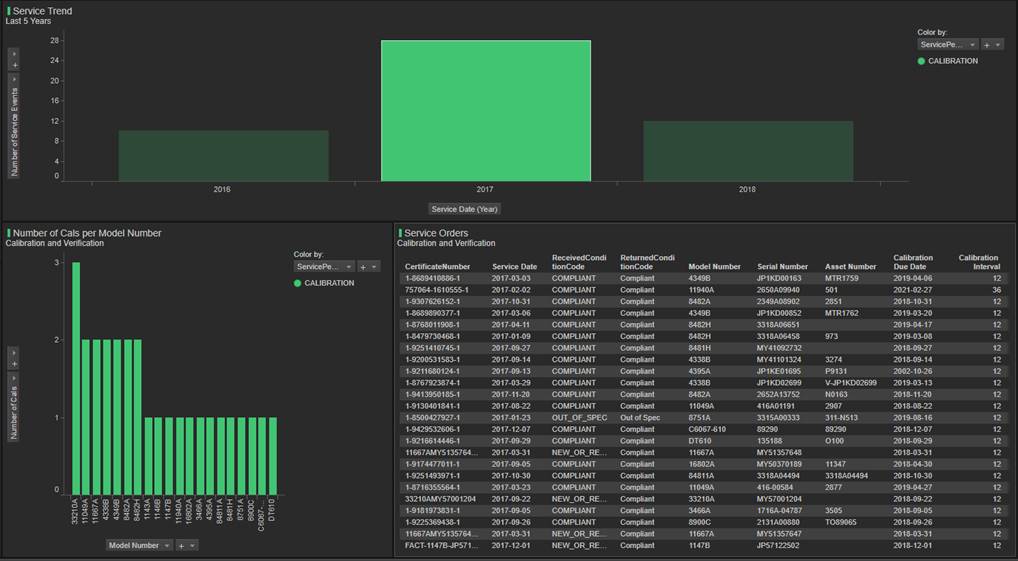 Service Trend
Last 5 Years
28
24
20
16
12
8
4
0
Number of Service Events
2016 2017 2018
Service Date (Year)
Color by:
ServicePe... + 
CALIBRATION
Number of Cals per Model Number
Calibration and Verification
3
2
1
0
Number of Cals
33210A 11049A 11667A 4338B 4349B 8482A 8482H 1143A 1146B 1147B 11940A 16802A 3466A 4395A 84811A 8481H 8751A 8900C C6067-... DT610
Model Number +
Color by:
ServicePe... +
CALIBRATION
Service Orders
Calibration and Verification
CertificateNumber Service Date ReceivedCondi ReturnedCondi Model Number Serial Number Asset Number Calibration Calibration
tionCode tionCode Due Date Interval
1-8689410886-1 2017-03-03 COMPLIANT Compliant 4349B JP1KD00163 MTR1759 2019-04-06 12
757064-1610555-1 2017-02-02 COMPLIANT Compliant 11940A 2650A09940 501 2021-02-27 36
1-9307626152-1 2017-10-31 COMPLIANT Compliant 8482A 2349A08902 2851 2018-10-31 12
1-8689890377-1 2017-03-06 COMPLIANT Compliant 4349B JP1KD00852 MTR1762 2019-03-20 12
1-8768011908-1 2017-04-11 COMPLIANT Compliant 8482H 3318A06651 2019-04-17 12
1-8479730468-1 2017-01-09 COMPLIANT Compliant 8482H 3318A06458 973 2019-03-08 12
1-9251410745-1 2017-09-27 COMPLIANT Compliant 8481H MY41092732 2018-09-27 12
1-9200531583-1 2017-09-14 COMPLIANT Compliant 4338B MY41101324 3274 2018-09-14 12
1-9211680124-1 2017-09-13 COMPLIANT Compliant 4395A JP1KE01695 P9131 2002-10-26 12
1-8767923874-1 2017-03-29 COMPLIANT Compliant 4338B JP1KD02699 V-JP1KD02699 2019-03-13 12
1-9413950185-1 2017-11-20 COMPLIANT Compliant 8482A 2652A13752 N0163 2018-11-20 12
1-9130401841-1 2017-08-22 COMPLIANT Compliant 11049A 416A01191 2907 2018-08-22 12
1-8509427927-1 2017-01-23 OUT_OF_SPEC Out of Spec 8751A 3315A00333 311-N513 2019-08-16 12
1-9429532606-1 2017-12-07 COMPLIANT Compliant C6067-610 89290 89290 2018-12-07 12
1-9216614446-1 2017-09-29 COMPLIANT Compliant DT610 135188 O100 2018-09-29 12
11667AMY5135764... 2017-03-31 NEW_OR_RE... Compliant 11667A MY51357648 2018-03-31 12
1-9174477011-1 2017-09-05 COMPLIANT Compliant 16802A MY50370189 11347 2018-04-30 12
1-9251493971-1 2017-10-30 COMPLIANT Compliant 84811A 3318A04494 3318A04494 2018-10-30 12
1-8716355564-1 2017-03-23 COMPLIANT Compliant 11049A 416-00584 2877 2019-04-27 12
33210AMY57001204 2017-09-22 NEW_OR_RE... Compliant 33210A MY57001204 2018-09-22 12
1-9181973831-1 2017-09-05 COMPLIANT Compliant 3466A 1716A-04787 3505 2018-09-05 12
1-9225369438-1 2017-09-26 COMPLIANT Compliant 8900C 2131A00880 TO89065 2018-09-26 12
11667AMY5135764... 2017-03-31 NEW_OR_RE... Compliant 11667A MY51357647 2018-03-31 12
FACT-1147B-JP571... 2017-12-01 NEW_OR_RE... Compliant 1147B JP57122502 2018-12-01 12